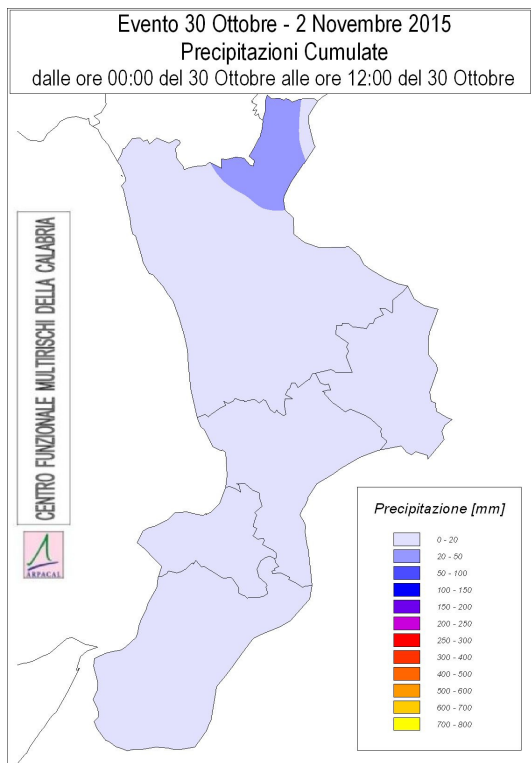 Evento 30 Ottobre - 2 Novembre 2015
Precipitazioni Cumulate
dalle ore 00:00 del 30 Ottobre alle ore 12:00 del 30 Ottobre
CENTRO FUNZIONALE MULTIRISCHI DELLA CALABRIA
ARPACAL
Precipitazione [mm]
0 - 20
20 - 50
50 - 100
100 - 150
150 - 200
200 - 250
250 - 300
300 - 400
400 - 500
500 - 600
600 - 700
700 - 800